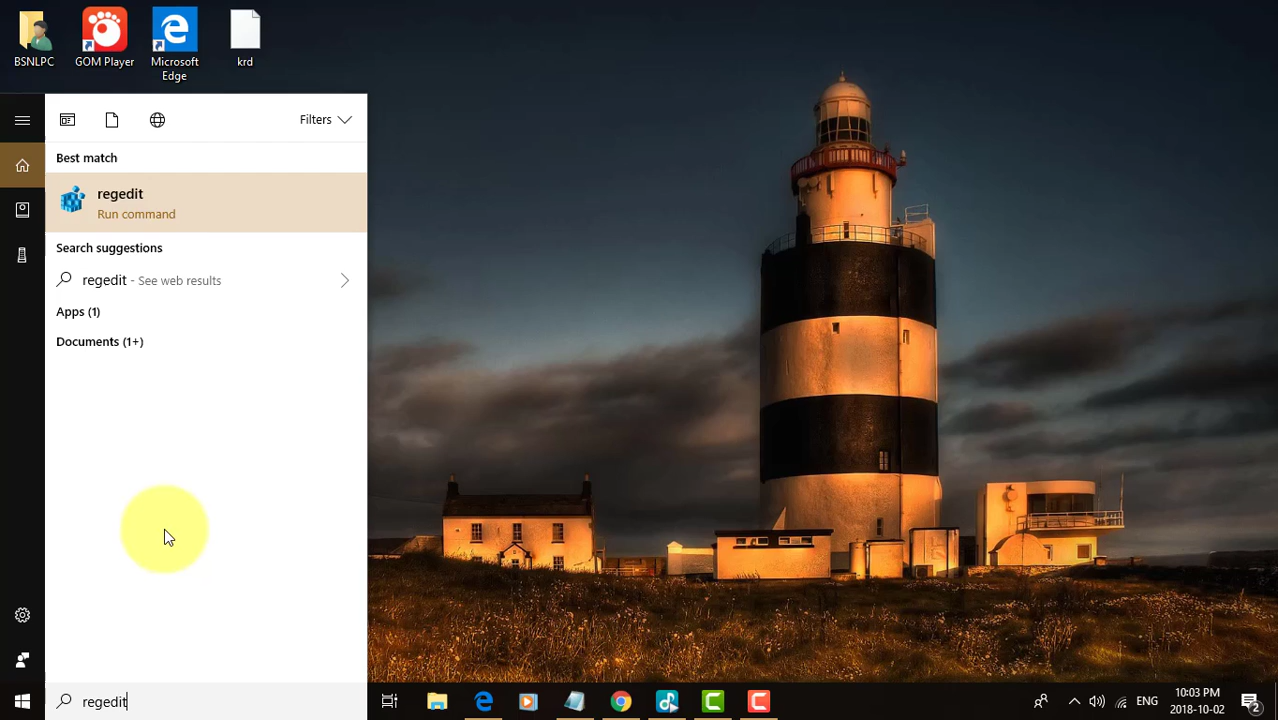 BSNLPC
GOM Player
Microsoft
Edge
krd
Filters
Best match
regedit
Run command
Search suggestions
regedit - See web results
Apps (1)
Documents (1+)
regedit
ENG
10:03 PM
2018-10-02
2